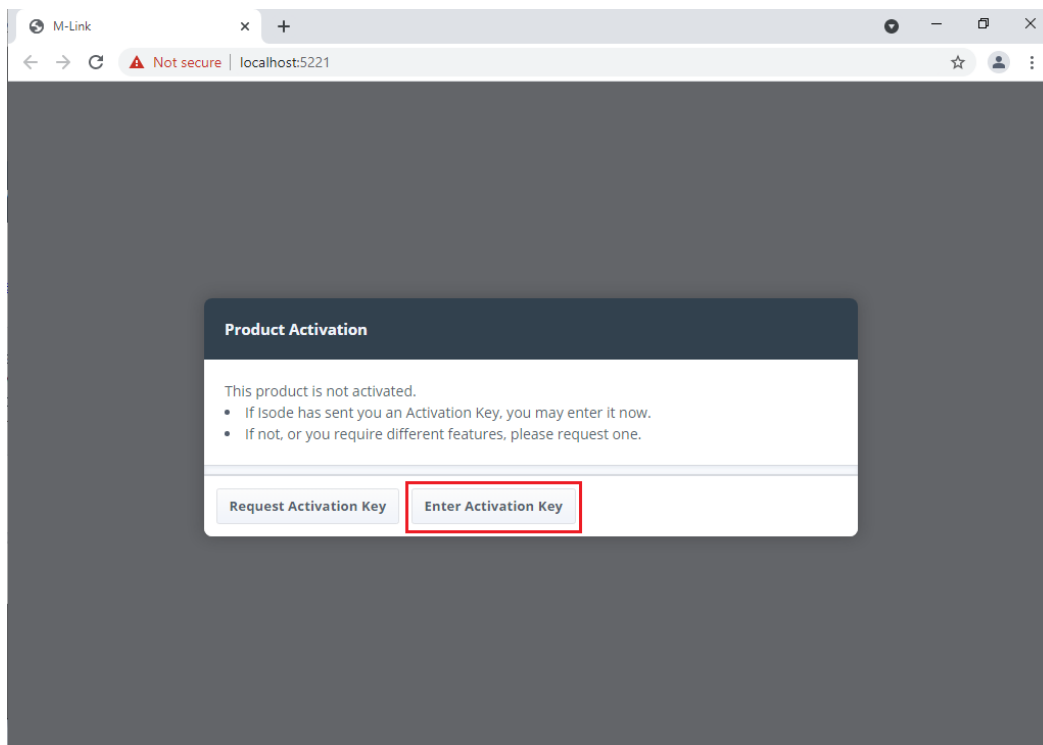 M-Link
Not secure | localhost:5221
Product Activation
This product is not activated.
• If Isode has sent you an Activation Key, you may enter it now.
• If not, or you require different features, please request one.
Request Activation Key
Enter Activation Key